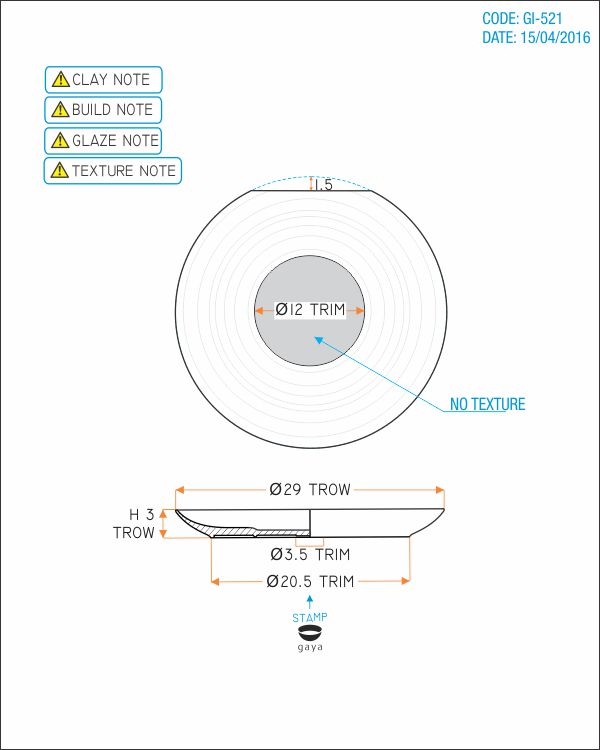 CODE: GI-521
DATE: 15/04/2016
CLAY NOTE
BUILD NOTE
GLAZE NOTE
TEXTURE NOTE
1.5
Ø12 TRIM
NO TEXTURE
Ø29 TROW
H 3
TROW
Ø3.5 TRIM
Ø20.5 TRIM
STAMP
gaya